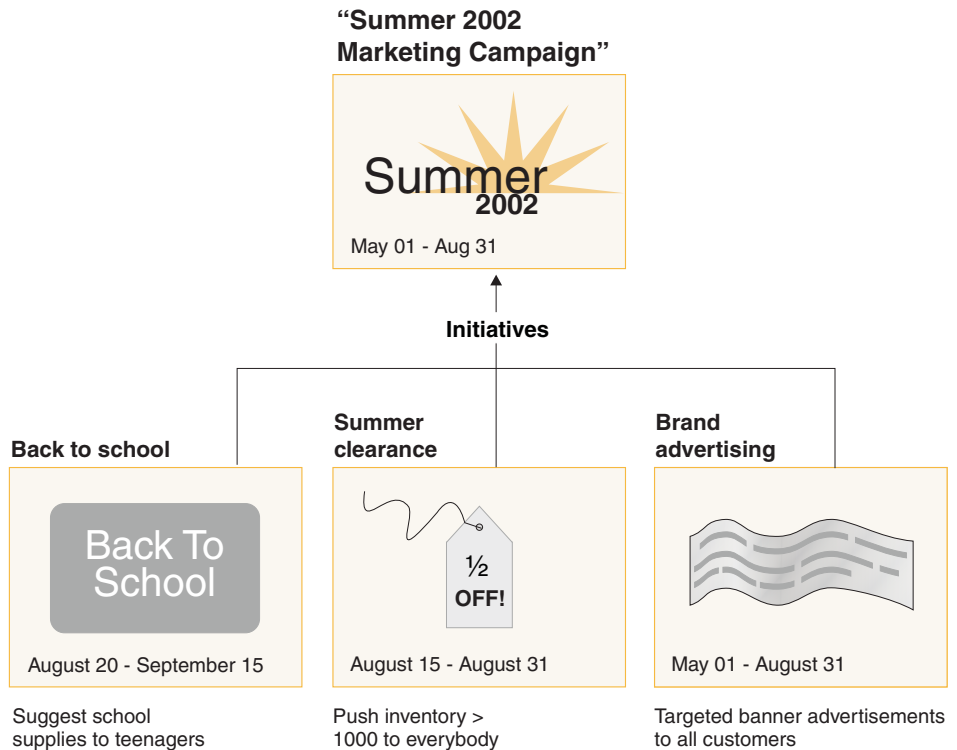 “Summer 2002
Marketing Campaign”
Summer
2002
May 01 - Aug 31
Initiatives
Back to school
Back To
School
August 20 - September 15
Suggest school
supplies to teenagers
Summer
clearance
½
OFF!
August 15 - August 31
Push inventory >
1000 to everybody
Brand
advertising
May 01 - August 31
Targeted banner advertisements
to all customers